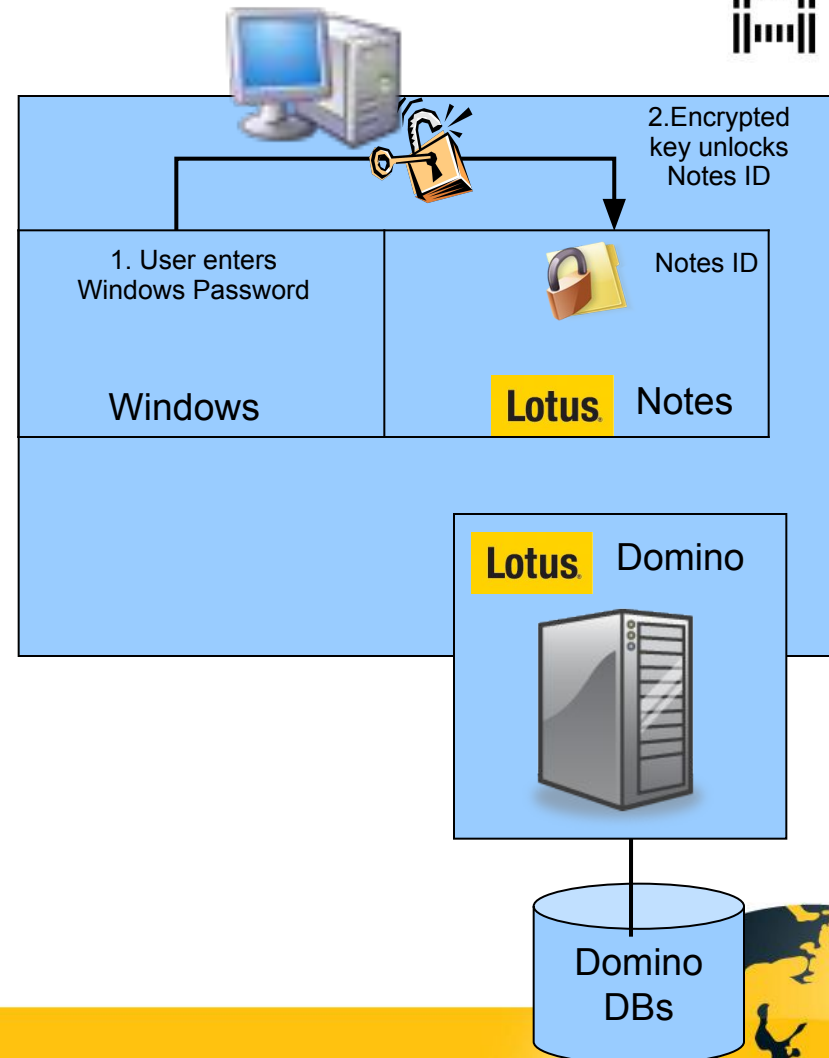 2.Encrypted
key unlocks
Notes ID
1. User enters
Windows Password
Notes ID
Windows
Lotus. Notes
Lotus. Domino
Domino
DBs